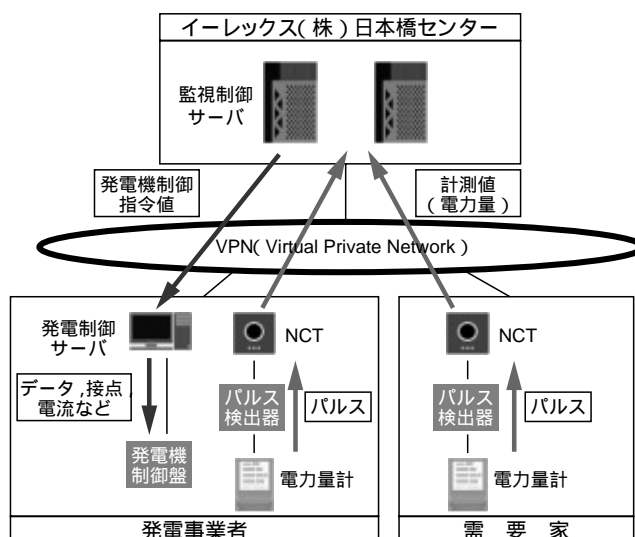 イーレックス(株)日本橋センター
監視制御
サーバ
発電機制御
指令値
計測値
(電力量)
VPN(Virtual Private Network)
発電制御
サーバ
NCT
データ,接点,
電流など
パルス
検出器
パルス
発電機
制御盤
電力量計
発電事業者
NCT
パルス
検出器
パルス
電力量計
需要家